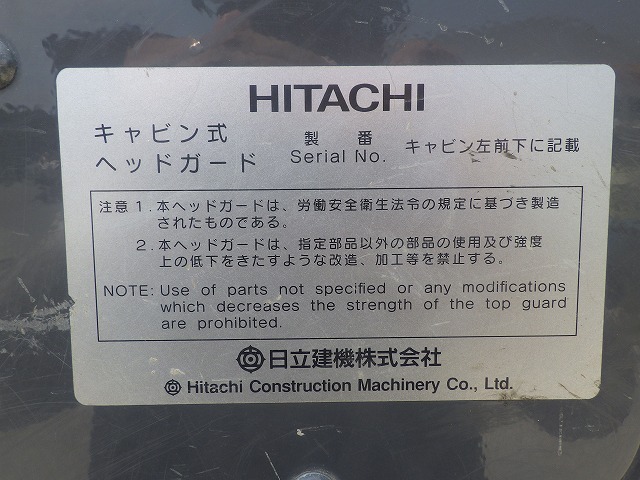 HITACHI
キャビン式
ヘッドガード
製 番
Serial No.
キャビン左前下に記載
注意 1. 本ヘッドガードは、労働安全衛生法令の規定に基づき製造
されたものである。
2. 本ヘッドガードは、指定部品以外の部品の使用及び強度
上の低下をきたすような改造、加工等を禁止する。
NOTE: Use of parts not specified or any modifications
which decreases the strength of the top guard
are prohibited.
日立建機株式会社
Hitachi Construction Machinery Co., Ltd.